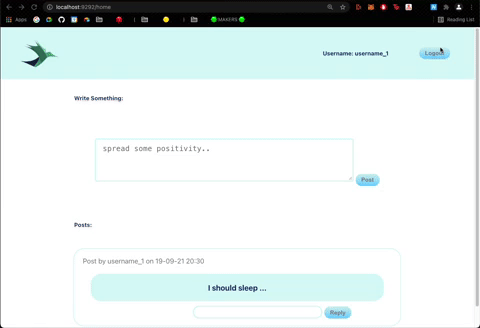 localhost:9292/home
Apps
MAKERS
Reading List
Username: username_1
Logout
Write Something:
spread some positivity..
Post
Posts:
Post by username_1 on 19-09-21 20:30
I should sleep ...
Reply